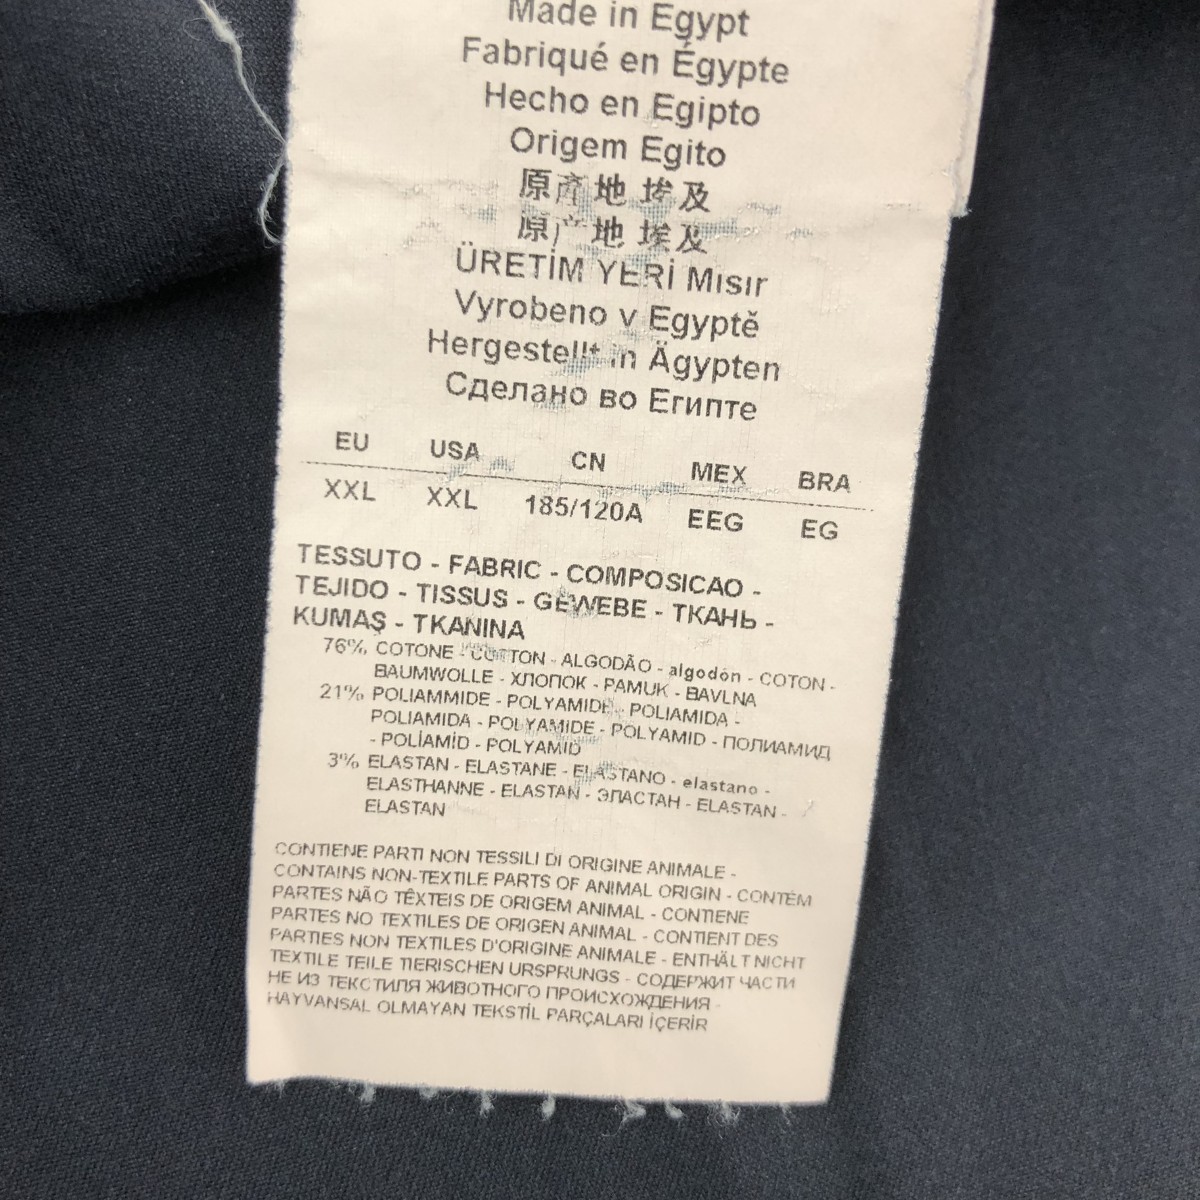 Made in Egypt
Fabriqué en Égypte
Hecho en Egipto
Origem Egito
原產地 埃及
原产地 埃及
ÜRETİM YERİ Mısır
Vyrobeno v Egyptě
Hergestellt in Ägypten
Сделано во Египте
EU USA CN MEX BRA
XXL XXL 185/120A EEG EG
TESSUTO - FABRIC - COMPOSICAO -
TEJIDO - TISSUS - GEWEBE - ТКАНЬ -
KUMAŞ - TKANINA
76% COTONE - COTTON - ALGODÃO - algodón - COTON -
BAUMWOLLE - ХЛОПОК - PAMUK - BAVLNA
21% POLIAMMIDE - POLYAMIDE - POLIAMIDA -
POLIAMIDA - POLYAMIDE - POLYAMID - ПОЛИАМИД
- POLİAMİD - POLYAMID
3% ELASTAN - ELASTANE - ELASTANO - elastano -
ELASTHANNE - ELASTAN - ЭЛАСТАН - ELASTAN -
ELASTAN
CONTIENE PARTI NON TESSILI DI ORIGINE ANIMALE -
CONTAINS NON-TEXTILE PARTS OF ANIMAL ORIGIN - CONTÉM
PARTES NÃO TÊXTEIS DE ORIGEM ANIMAL - CONTIENE
PARTES NO TEXTILES DE ORIGEN ANIMAL - CONTIENT DES
PARTIES NON TEXTILES D'ORIGINE ANIMALE - ENTHÄLT NICHT
TEXTILE TEILE TIERISCHEN URSPRUNGS - СОДЕРЖИТ ЧАСТИ
НЕ ИЗ ТЕКСТИЛЯ ЖИВОТНОГО ПРОИСХОЖДЕНИЯ -
HAYVANSAL OLMAYAN TEKSTİL PARÇALARI İÇERİR